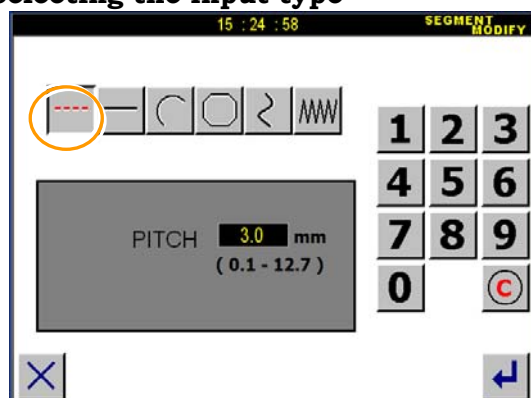 selecting the input type
15 : 24 : 58
SEGMENT
MODIFY
1 2 3
4 5 6
PITCH 3.0 mm
7 8 9
( 0.1 - 12.7 )
0 C